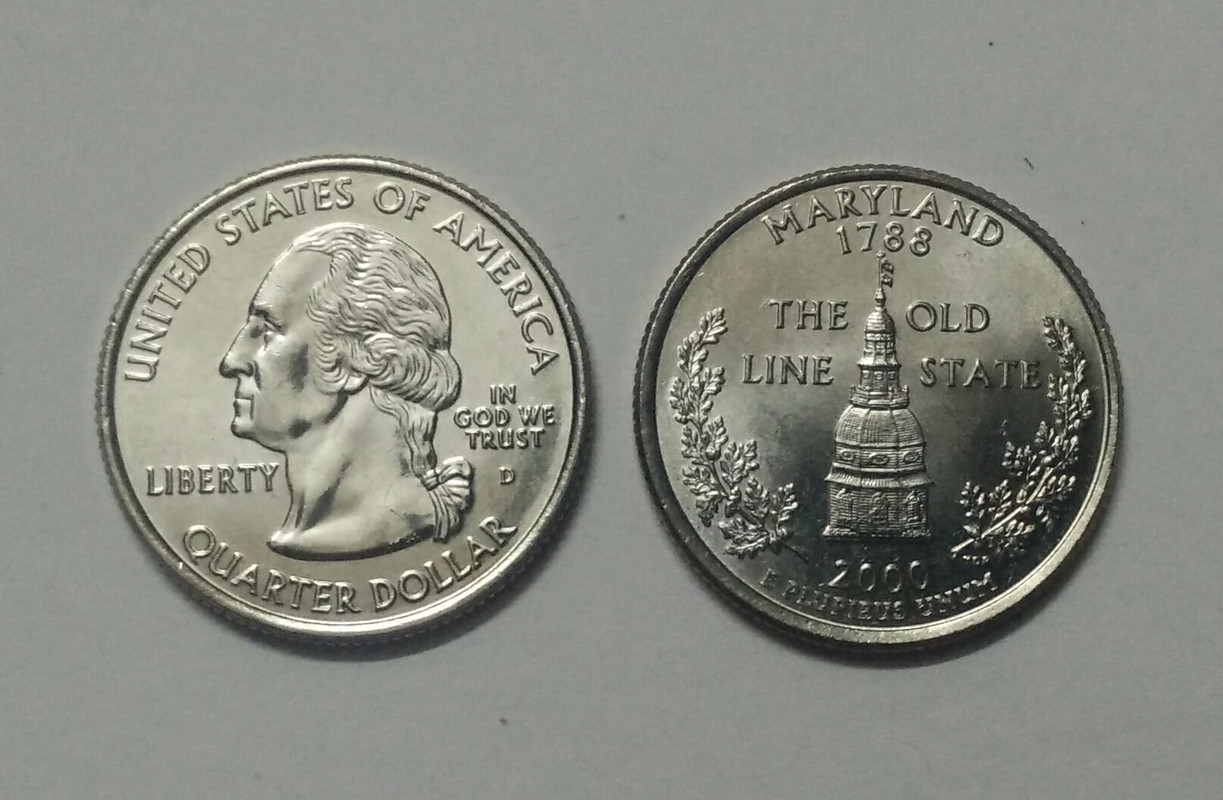 UNITED STATES OF AMERICA
IN
GOD WE
TRUST
LIBERTY
D
QUARTER DOLLAR
MARYLAND
1788
THE OLD
LINE STATE
2000
E PLURIBUS UNUM